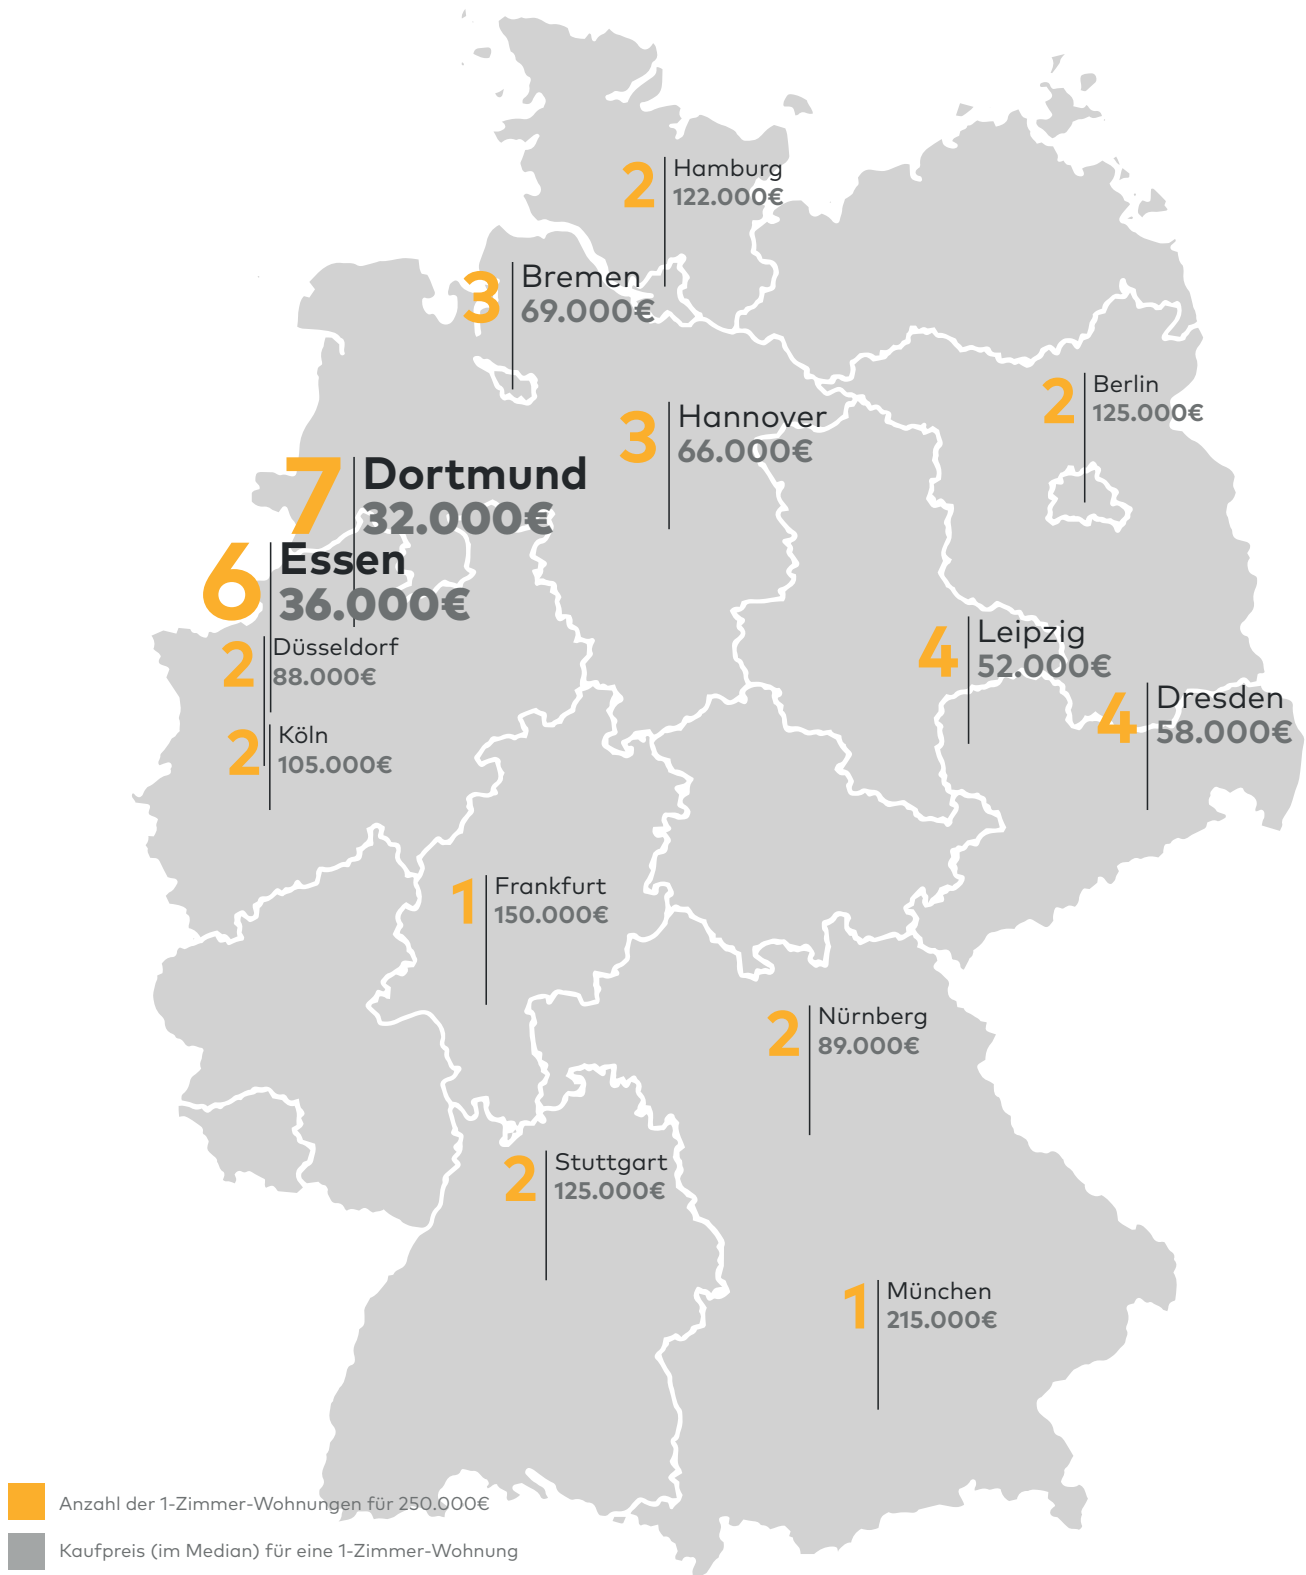 2
Hamburg
122.000€
3
Bremen
69.000€
2
Berlin
125.000€
3
Hannover
66.000€
7
Dortmund
32.000€
6
Essen
36.000€
2
Düsseldorf
88.000€
4
Leipzig
52.000€
4
Dresden
58.000€
2
Köln
105.000€
1
Frankfurt
150.000€
2
Nürnberg
89.000€
2
Stuttgart
125.000€
1
München
215.000€
Anzahl der 1-Zimmer-Wohnungen für 250.000€
Kaufpreis (im Median) für eine 1-Zimmer-Wohnung